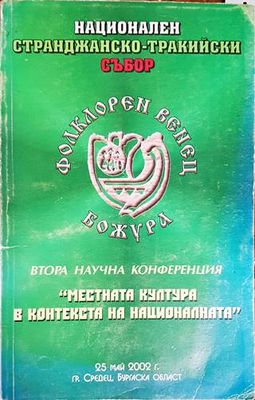 НАЦИОНАЛЕН
СТРАНДЖАНСКО-ТРАКИЙСКИ
СЪБОР
ФОЛКЛОРЕН ВЕНЕЦ
БОЖУРА
ВТОРА НАУЧНА КОНФЕРЕНЦИЯ
"МЕСТНАТА КУЛТУРА
В КОНТЕКСТА НА НАЦИОНАЛНАТА"
25 МАЙ 2002 Г.
ГР. СРЕДЕЦ, БУРГАСКА ОБЛАСТ